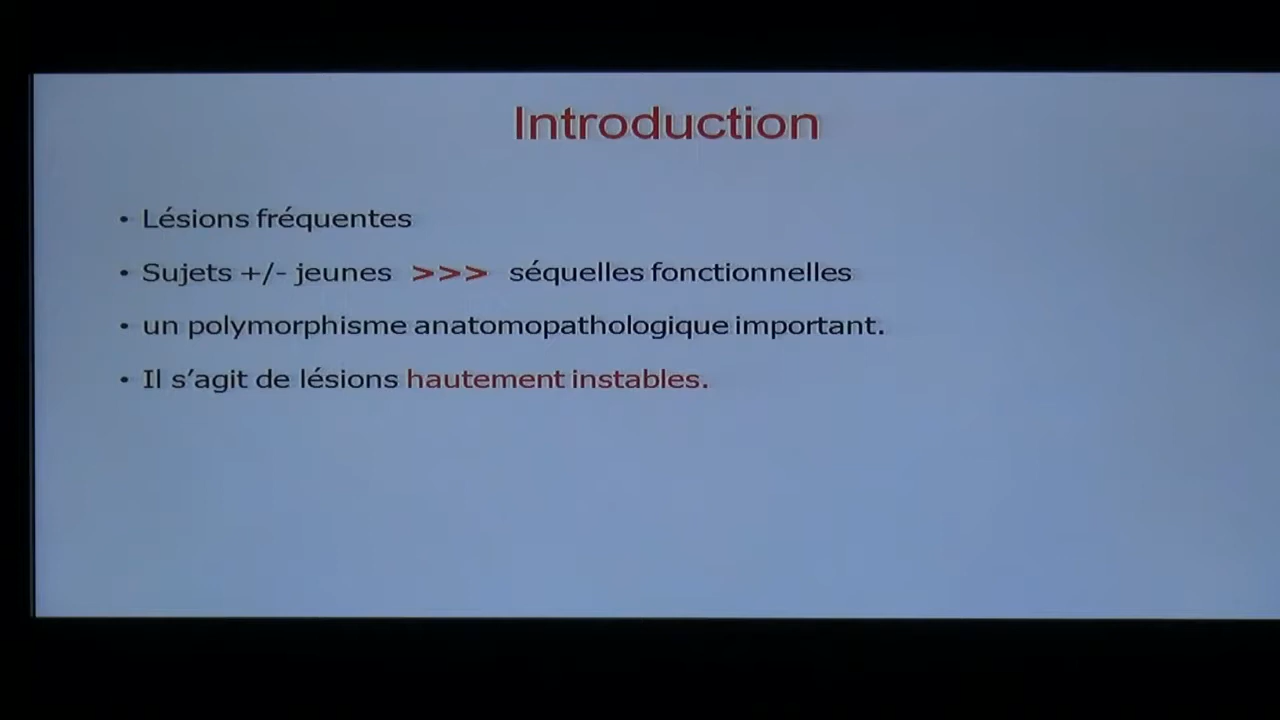 Introduction
• Lésions fréquentes
• Sujets +/- jeunes >>> séquelles fonctionnelles
• un polymorphisme anatomopathologique important.
• Il s’agit de lésions hautement instables.